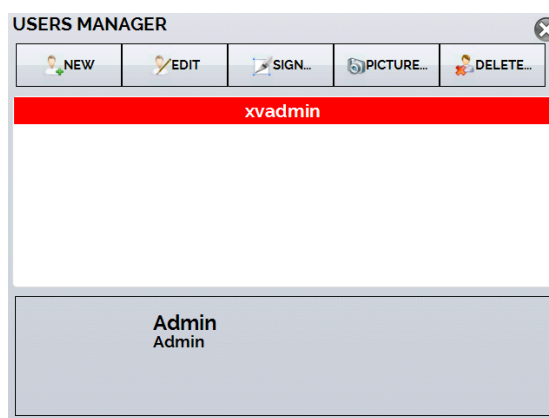 USERS MANAGER
NEW EDIT SIGN... PICTURE... DELETE...
xvadmin
Admin
Admin